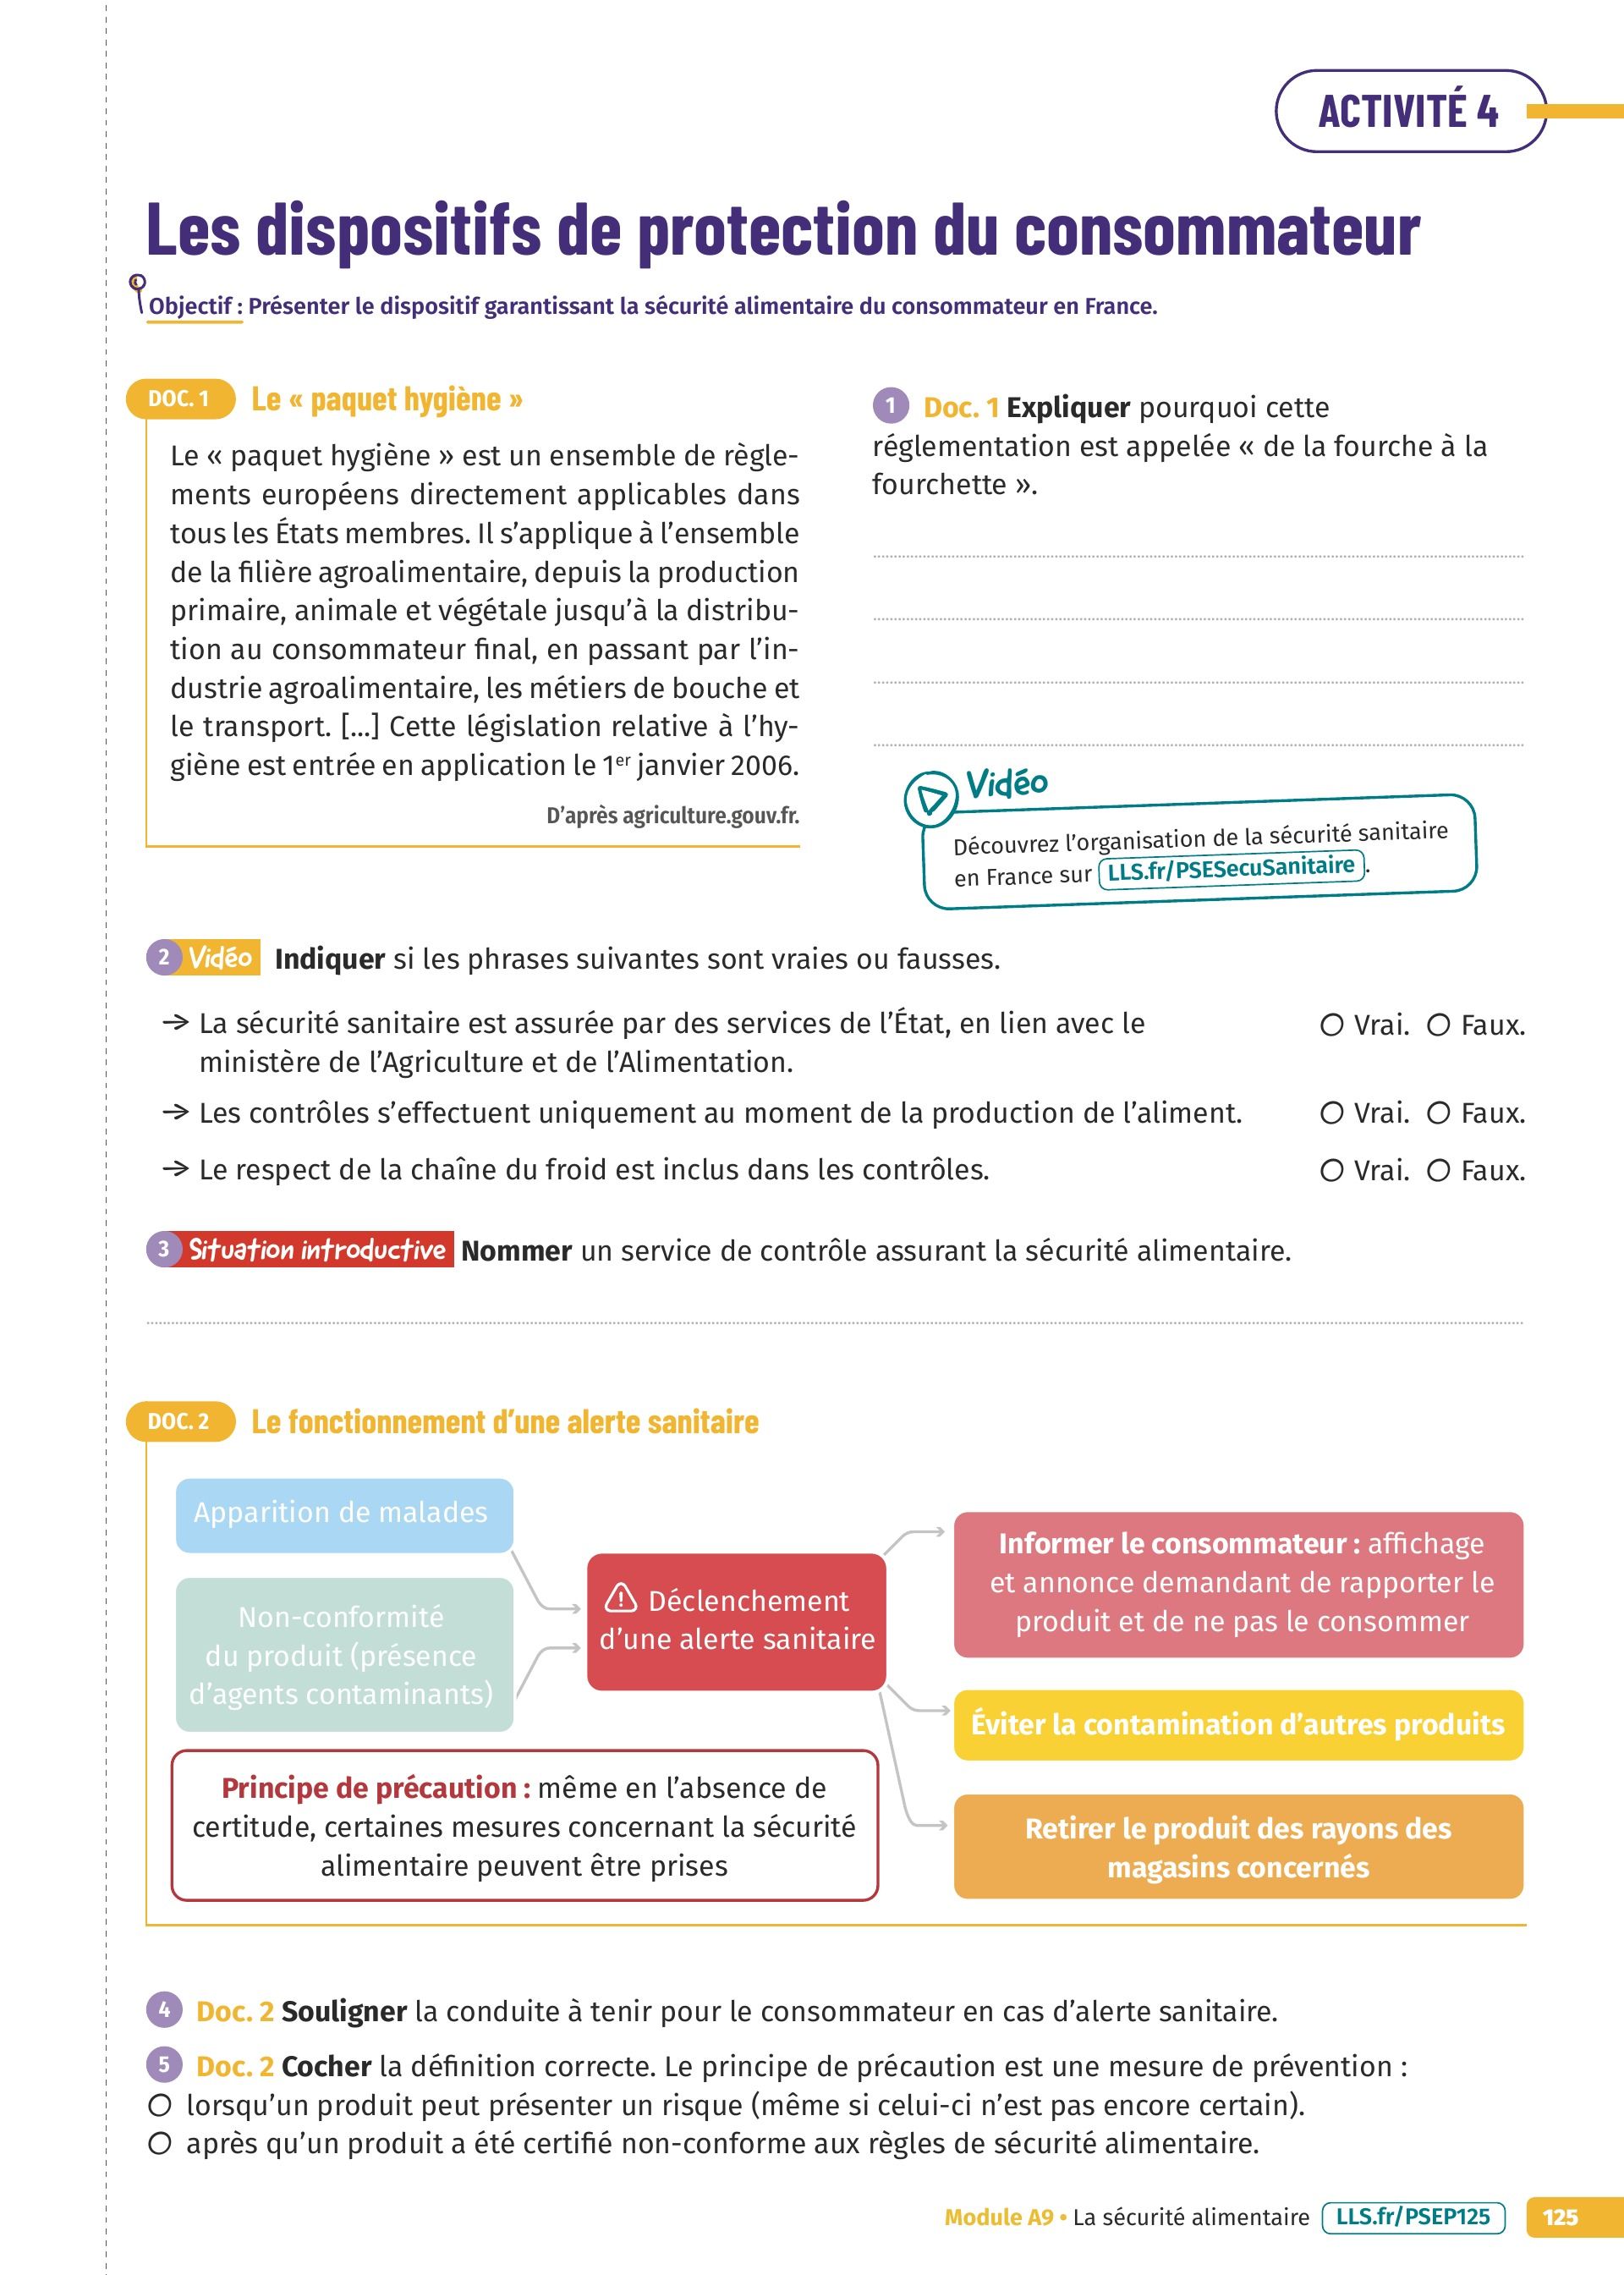 ACTIVITÉ 4
Les dispositifs de protection du consommateur
Objectif : Présenter le dispositif garantissant la sécurité alimentaire du consommateur en France.
DOC. 1 Le « paquet hygiène »
Le « paquet hygiène » est un ensemble de règle-
ments européens directement applicables dans
tous les États membres. Il s’applique à l’ensemble
de la filière agroalimentaire, depuis la production
primaire, animale et végétale jusqu’à la distribu-
tion au consommateur final, en passant par l’in-
dustrie agroalimentaire, les métiers de bouche et
le transport. [...] Cette législation relative à l’hy-
giène est entrée en application le 1er janvier 2006.
D’après agriculture.gouv.fr.
1 Doc. 1 Expliquer pourquoi cette
réglementation est appelée « de la fourche à la
fourchette ».
Vidéo
Découvrez l’organisation de la sécurité sanitaire
en France sur LLS.fr/PSESecuSanitaire.
2 Vidéo Indiquer si les phrases suivantes sont vraies ou fausses.
→ La sécurité sanitaire est assurée par des services de l’État, en lien avec le
ministère de l’Agriculture et de l’Alimentation.
Vrai. Faux.
→ Les contrôles s’effectuent uniquement au moment de la production de l’aliment. Vrai. Faux.
→ Le respect de la chaîne du froid est inclus dans les contrôles. Vrai. Faux.
3 Situation introductive Nommer un service de contrôle assurant la sécurité alimentaire.
DOC. 2 Le fonctionnement d’une alerte sanitaire
Apparition de malades
Non-conformité
du produit (présence
d’agents contaminants)
Déclenchement
d’une alerte sanitaire
Informer le consommateur : affichage
et annonce demandant de rapporter le
produit et de ne pas le consommer
Éviter la contamination d’autres produits
Retirer le produit des rayons des
magasins concernés
Principe de précaution : même en l’absence de
certitude, certaines mesures concernant la sécurité
alimentaire peuvent être prises
4 Doc. 2 Souligner la conduite à tenir pour le consommateur en cas d’alerte sanitaire.
5 Doc. 2 Cocher la définition correcte. Le principe de précaution est une mesure de prévention :
lorsqu’un produit peut présenter un risque (même si celui-ci n’est pas encore certain).
après qu’un produit a été certifié non-conforme aux règles de sécurité alimentaire.
Module A9 • La sécurité alimentaire LLS.fr/PSEP125 125